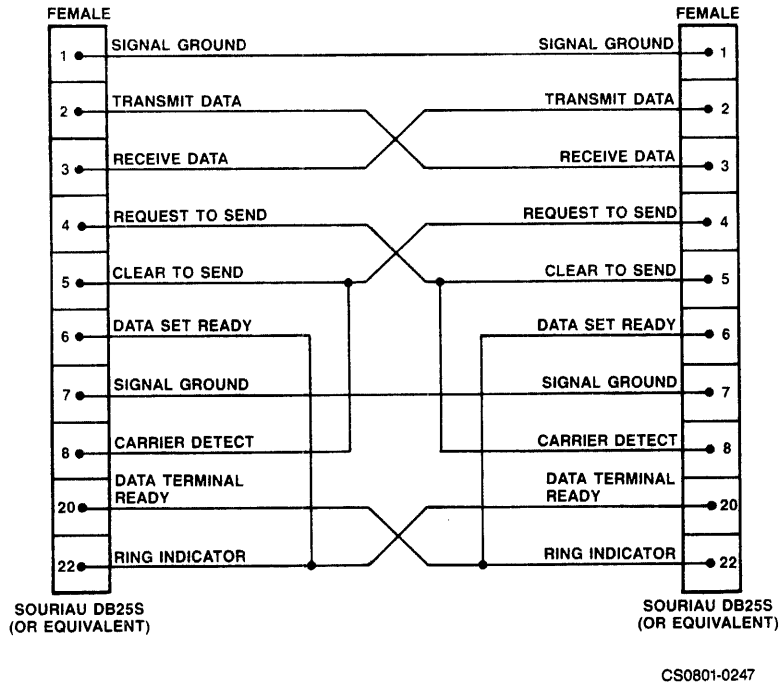 FEMALE FEMALE
1 SIGNAL GROUND SIGNAL GROUND 1
2 TRANSMIT DATA TRANSMIT DATA 2
3 RECEIVE DATA RECEIVE DATA 3
4 REQUEST TO SEND REQUEST TO SEND 4
5 CLEAR TO SEND CLEAR TO SEND 5
6 DATA SET READY DATA SET READY 6
7 SIGNAL GROUND SIGNAL GROUND 7
8 CARRIER DETECT CARRIER DETECT 8
DATA TERMINAL DATA TERMINAL
READY READY
20 20
22 RING INDICATOR RING INDICATOR 22
SOURIAU DB25S SOURIAU DB25S
(OR EQUIVALENT) (OR EQUIVALENT)
CS0801-0247